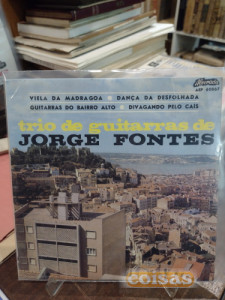 VIELA DA MADRAGOA DANÇA DA DESFOLHADA
GUITARRAS DO BAIRRO ALTO DIVAGANDO PELO CAIS
trio de guitarras de
JORGE FONTES
coisas